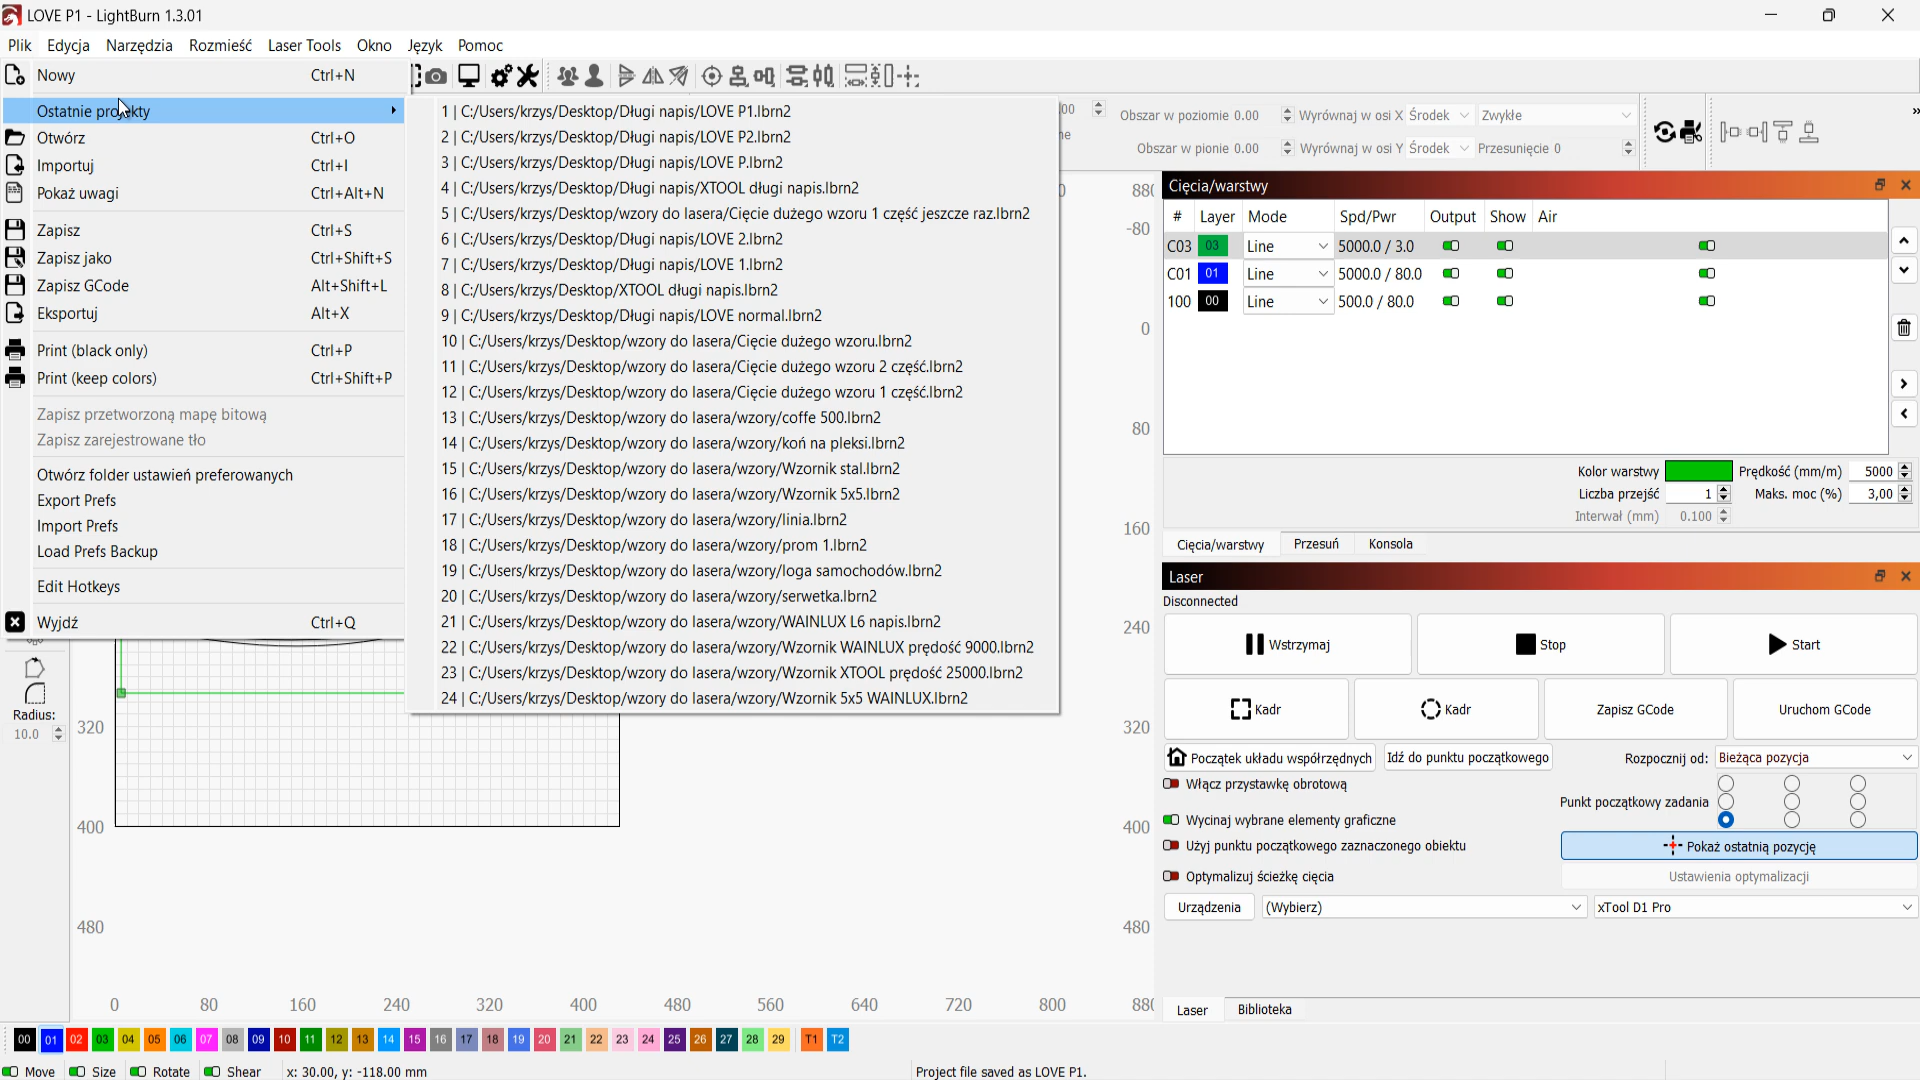 LOVE P1 - LightBurn 1.3.01
Plik Edycja Narzędzia Rozmieść Laser Tools Okno Język Pomoc
Nowy Ctrl+N
Ostatnie projekty
Otwórz Ctrl+O
Importuj Ctrl+I
Pokaż uwagi Ctrl+Alt+N
Zapisz Ctrl+S
Zapisz jako Ctrl+Shift+S
Zapisz GCode Alt+Shift+L
Eksportuj Alt+X
Print (black only) Ctrl+P
Print (keep colors) Ctrl+Shift+P
Zapisz przetworzoną mapę bitową
Zapisz zarejestrowane tło
Otwórz folder ustawień preferowanych
Export Prefs
Import Prefs
Load Prefs Backup
Edit Hotkeys
Wyjdź Ctrl+Q
1 | C:/Users/krzys/Desktop/Długi napis/LOVE P1.lbrn2
2 | C:/Users/krzys/Desktop/Długi napis/LOVE P2.lbrn2
3 | C:/Users/krzys/Desktop/Długi napis/LOVE P.lbrn2
4 | C:/Users/krzys/Desktop/Długi napis/XTOOL długi napis.lbrn2
5 | C:/Users/krzys/Desktop/wzory do lasera/Cięcie dużego wzoru 1 część jeszcze raz.lbrn2
6 | C:/Users/krzys/Desktop/Długi napis/LOVE 2.lbrn2
7 | C:/Users/krzys/Desktop/Długi napis/LOVE 1.lbrn2
8 | C:/Users/krzys/Desktop/XTOOL długi napis.lbrn2
9 | C:/Users/krzys/Desktop/Długi napis/LOVE normal.lbrn2
10 | C:/Users/krzys/Desktop/wzory do lasera/Cięcie dużego wzoru.lbrn2
11 | C:/Users/krzys/Desktop/wzory do lasera/Cięcie dużego wzoru 2 część.lbrn2
12 | C:/Users/krzys/Desktop/wzory do lasera/Cięcie dużego wzoru 1 część.lbrn2
13 | C:/Users/krzys/Desktop/wzory do lasera/wzory/coffe 500.lbrn2
14 | C:/Users/krzys/Desktop/wzory do lasera/wzory/koń na pleksi.lbrn2
15 | C:/Users/krzys/Desktop/wzory do lasera/wzory/Wzornik stal.lbrn2
16 | C:/Users/krzys/Desktop/wzory do lasera/wzory/Wzornik 5x5.lbrn2
17 | C:/Users/krzys/Desktop/wzory do lasera/wzory/linia.lbrn2
18 | C:/Users/krzys/Desktop/wzory do lasera/wzory/prom 1.lbrn2
19 | C:/Users/krzys/Desktop/wzory do lasera/wzory/loga samochodów.lbrn2
20 | C:/Users/krzys/Desktop/wzory do lasera/wzory/serwetka.lbrn2
21 | C:/Users/krzys/Desktop/wzory do lasera/wzory/WAINLUX L6 napis.lbrn2
22 | C:/Users/krzys/Desktop/wzory do lasera/wzory/Wzornik WAINLUX prędość 9000.lbrn2
23 | C:/Users/krzys/Desktop/wzory do lasera/wzory/Wzornik XTOOL prędość 25000.lbrn2
24 | C:/Users/krzys/Desktop/wzory do lasera/wzory/Wzornik 5x5 WAINLUX.lbrn2
Obszar w poziomie 0.00 Wyrównaj w osi X Środek Zwykłe
Obszar w pionie 0.00 Wyrównaj w osi Y Środek Przesunięcie 0
Cięcia/warstwy
# Layer Mode Spd/Pwr Output Show Air
C03 03 Line 5000.0 / 3.0
C01 01 Line 5000.0 / 80.0
100 00 Line 500.0 / 80.0
Kolor warstwy Prędkość (mm/m) 5000
Liczba przejść 1 Maks. moc (%) 3,00
Interwał (mm) 0.100
Cięcia/warstwy Przesuń Konsola
Laser
Disconnected
Wstrzymaj Stop Start
Kadr Kadr Zapisz GCode Uruchom GCode
Początek układu współrzędnych Idź do punktu początkowego Rozpocznij od: Bieżąca pozycja
Włącz przystawkę obrotową
Punkt początkowy zadania
Wycinaj wybrane elementy graficzne
Użyj punktu początkowego zaznaczonego obiektu
Pokaż ostatnią pozycję
Optymalizuj ścieżkę cięcia
Ustawienia optymalizacji
Urządzenia (Wybierz) xTool D1 Pro
Laser Biblioteka
-80
0
80
160
240
320
400
480
Radius:
10.0
320
400
480
0 80 160 240 320 400 480 560 640 720 800
00 01 02 03 04 05 06 07 08 09 10 11 12 13 14 15 16 17 18 19 20 21 22 23 24 25 26 27 28 29 T1 T2
Move Size Rotate Shear x: 30.00, y: -118.00 mm
Project file saved as LOVE P1.